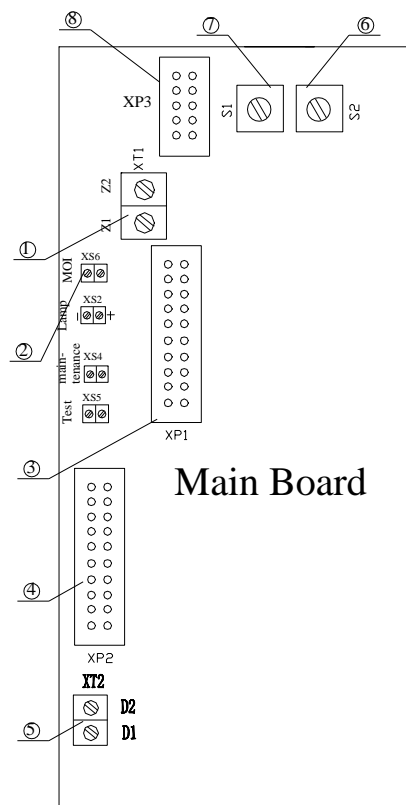 ⑧
⑦
⑥
XP3
S1
S2
XT1
Z2
Z1
①
MOI
XS6
②
Lamp
XS2
− +
main-
tenance
XS4
Test
XS5
XP1
③
Main Board
④
XP2
XT2
D2
⑤
D1